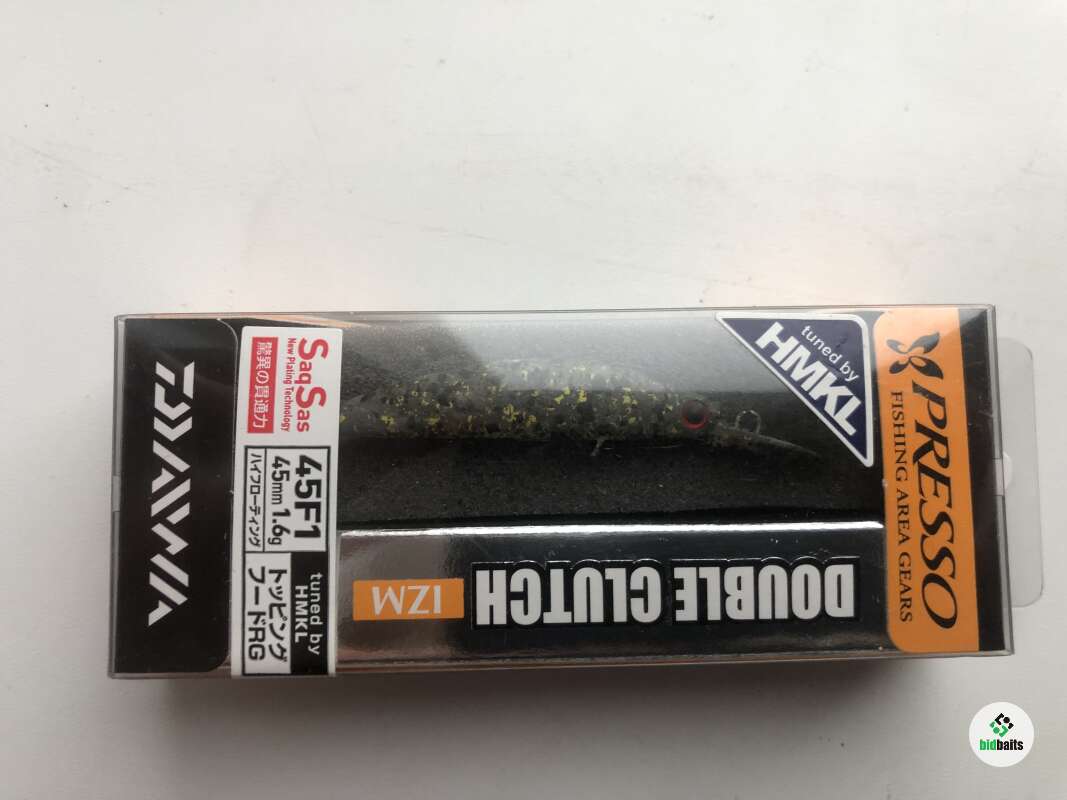 DAIWA
SaqSas
New Plating Technology
驚異の貫通力
45F1
45mm 1.6g
ハイフローティング
tuned by
HMKL
トッピング
フードRG
DOUBLE CLUTCH
IZM
tuned by
HMKL
PRESSO
FISHING AREA GEARS
bidbaits